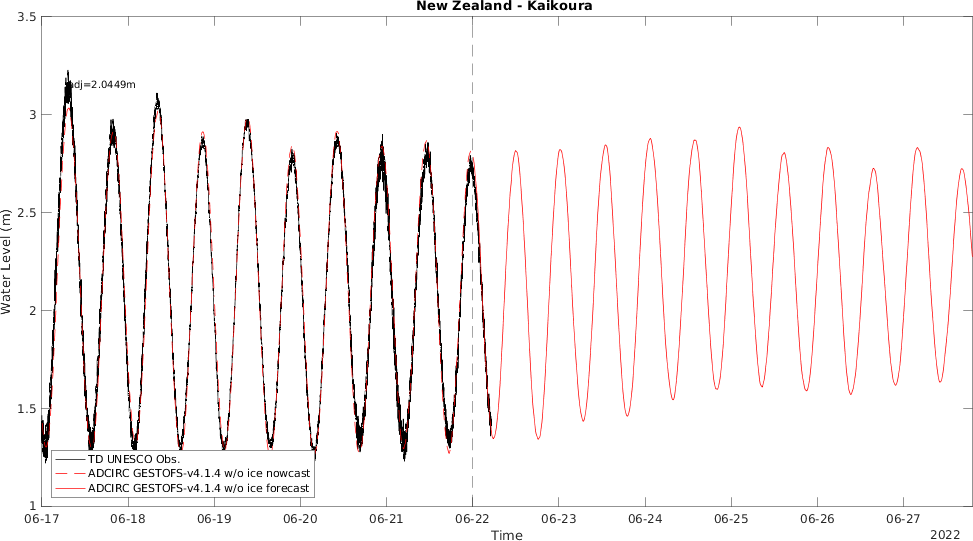 New Zealand - Kaikoura
3.5
3
2.5
2
1.5
1
Water Level (m)
adj=2.0449m
TD UNESCO Obs.
ADCIRC GESTOFS-v4.1.4 w/o ice nowcast
ADCIRC GESTOFS-v4.1.4 w/o ice forecast
06-17 06-18 06-19 06-20 06-21 06-22 06-23 06-24 06-25 06-26 06-27
Time
2022